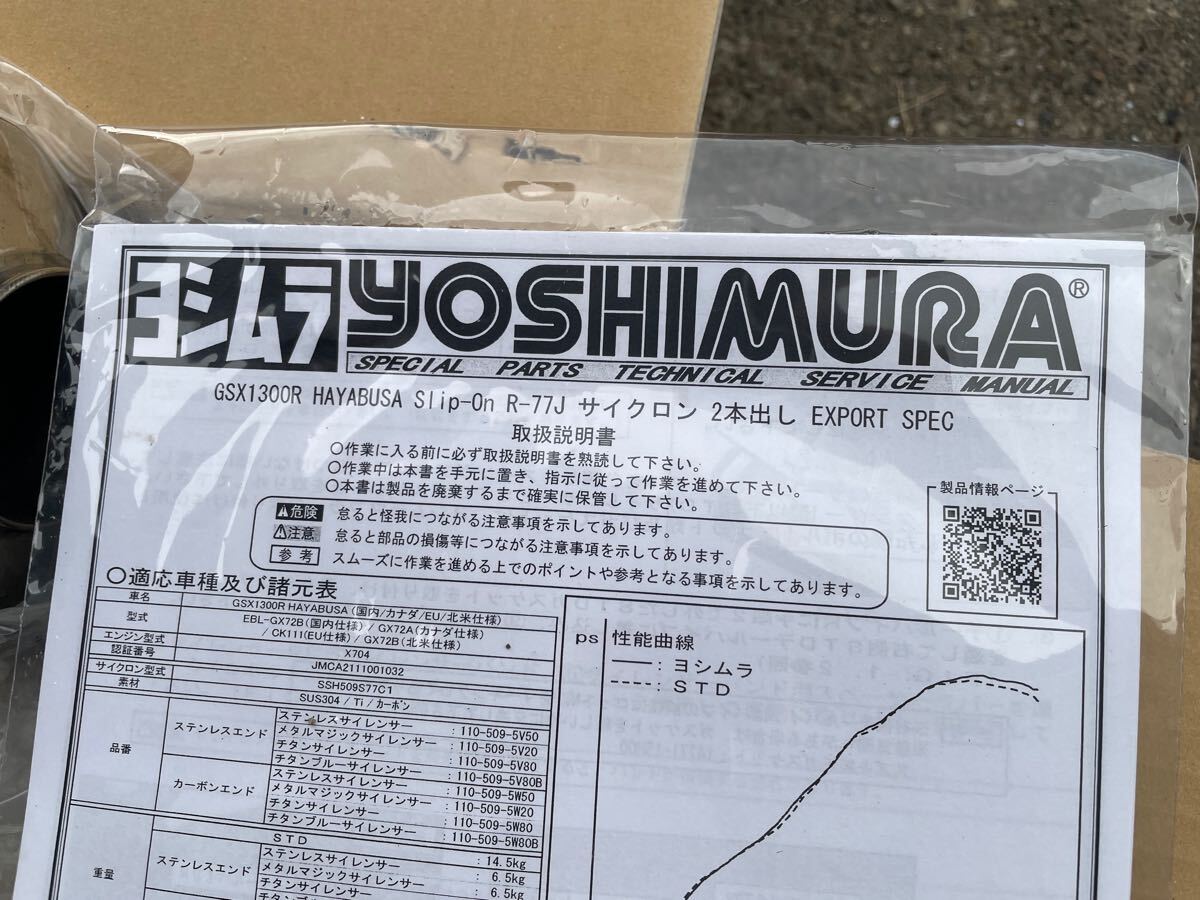 ヨシムラ YOSHIMURA®
SPECIAL PARTS TECHNICAL SERVICE MANUAL
GSX1300R HAYABUSA Slip-On R-77J サイクロン 2本出し EXPORT SPEC
取扱説明書
○作業に入る前に必ず取扱説明書を熟読して下さい。
○作業中は本書を手元に置き、指示に従って作業を進めて下さい。
○本書は製品を廃棄するまで確実に保管して下さい。
製品情報ページ
危険 怠ると怪我につながる注意事項を示してあります。
注意 怠ると部品の損傷等につながる注意事項を示してあります。
参考 スムーズに作業を進める上でのポイントや参考となる事項を示してあります。
○適応車種及び諸元表
車名 GSX1300R HAYABUSA(国内/カナダ/EU/北米仕様)
型式 EBL-GX72B(国内仕様) / GX72A(カナダ仕様)
/ CK111(EU仕様) / GX72B(北米仕様)
エンジン型式 X704
認証番号 JMCA2111001032
サイクロン型式 SSH509S77C1
素材 SUS304 / Ti / カーボン
品番
ステンレスエンド
ステンレスサイレンサー : 110-509-5V50
メタルマジックサイレンサー : 110-509-5V20
チタンサイレンサー : 110-509-5V80
チタンブルーサイレンサー : 110-509-5V80B
カーボンエンド
ステンレスサイレンサー : 110-509-5W50
メタルマジックサイレンサー : 110-509-5W20
チタンサイレンサー : 110-509-5W80
チタンブルーサイレンサー : 110-509-5W80B
重量
STD : 14.5kg
ステンレスエンド
ステンレスサイレンサー : 6.5kg
メタルマジックサイレンサー : 6.5kg
チタンサイレンサー
ps 性能曲線
——: ヨシムラ
----: STD